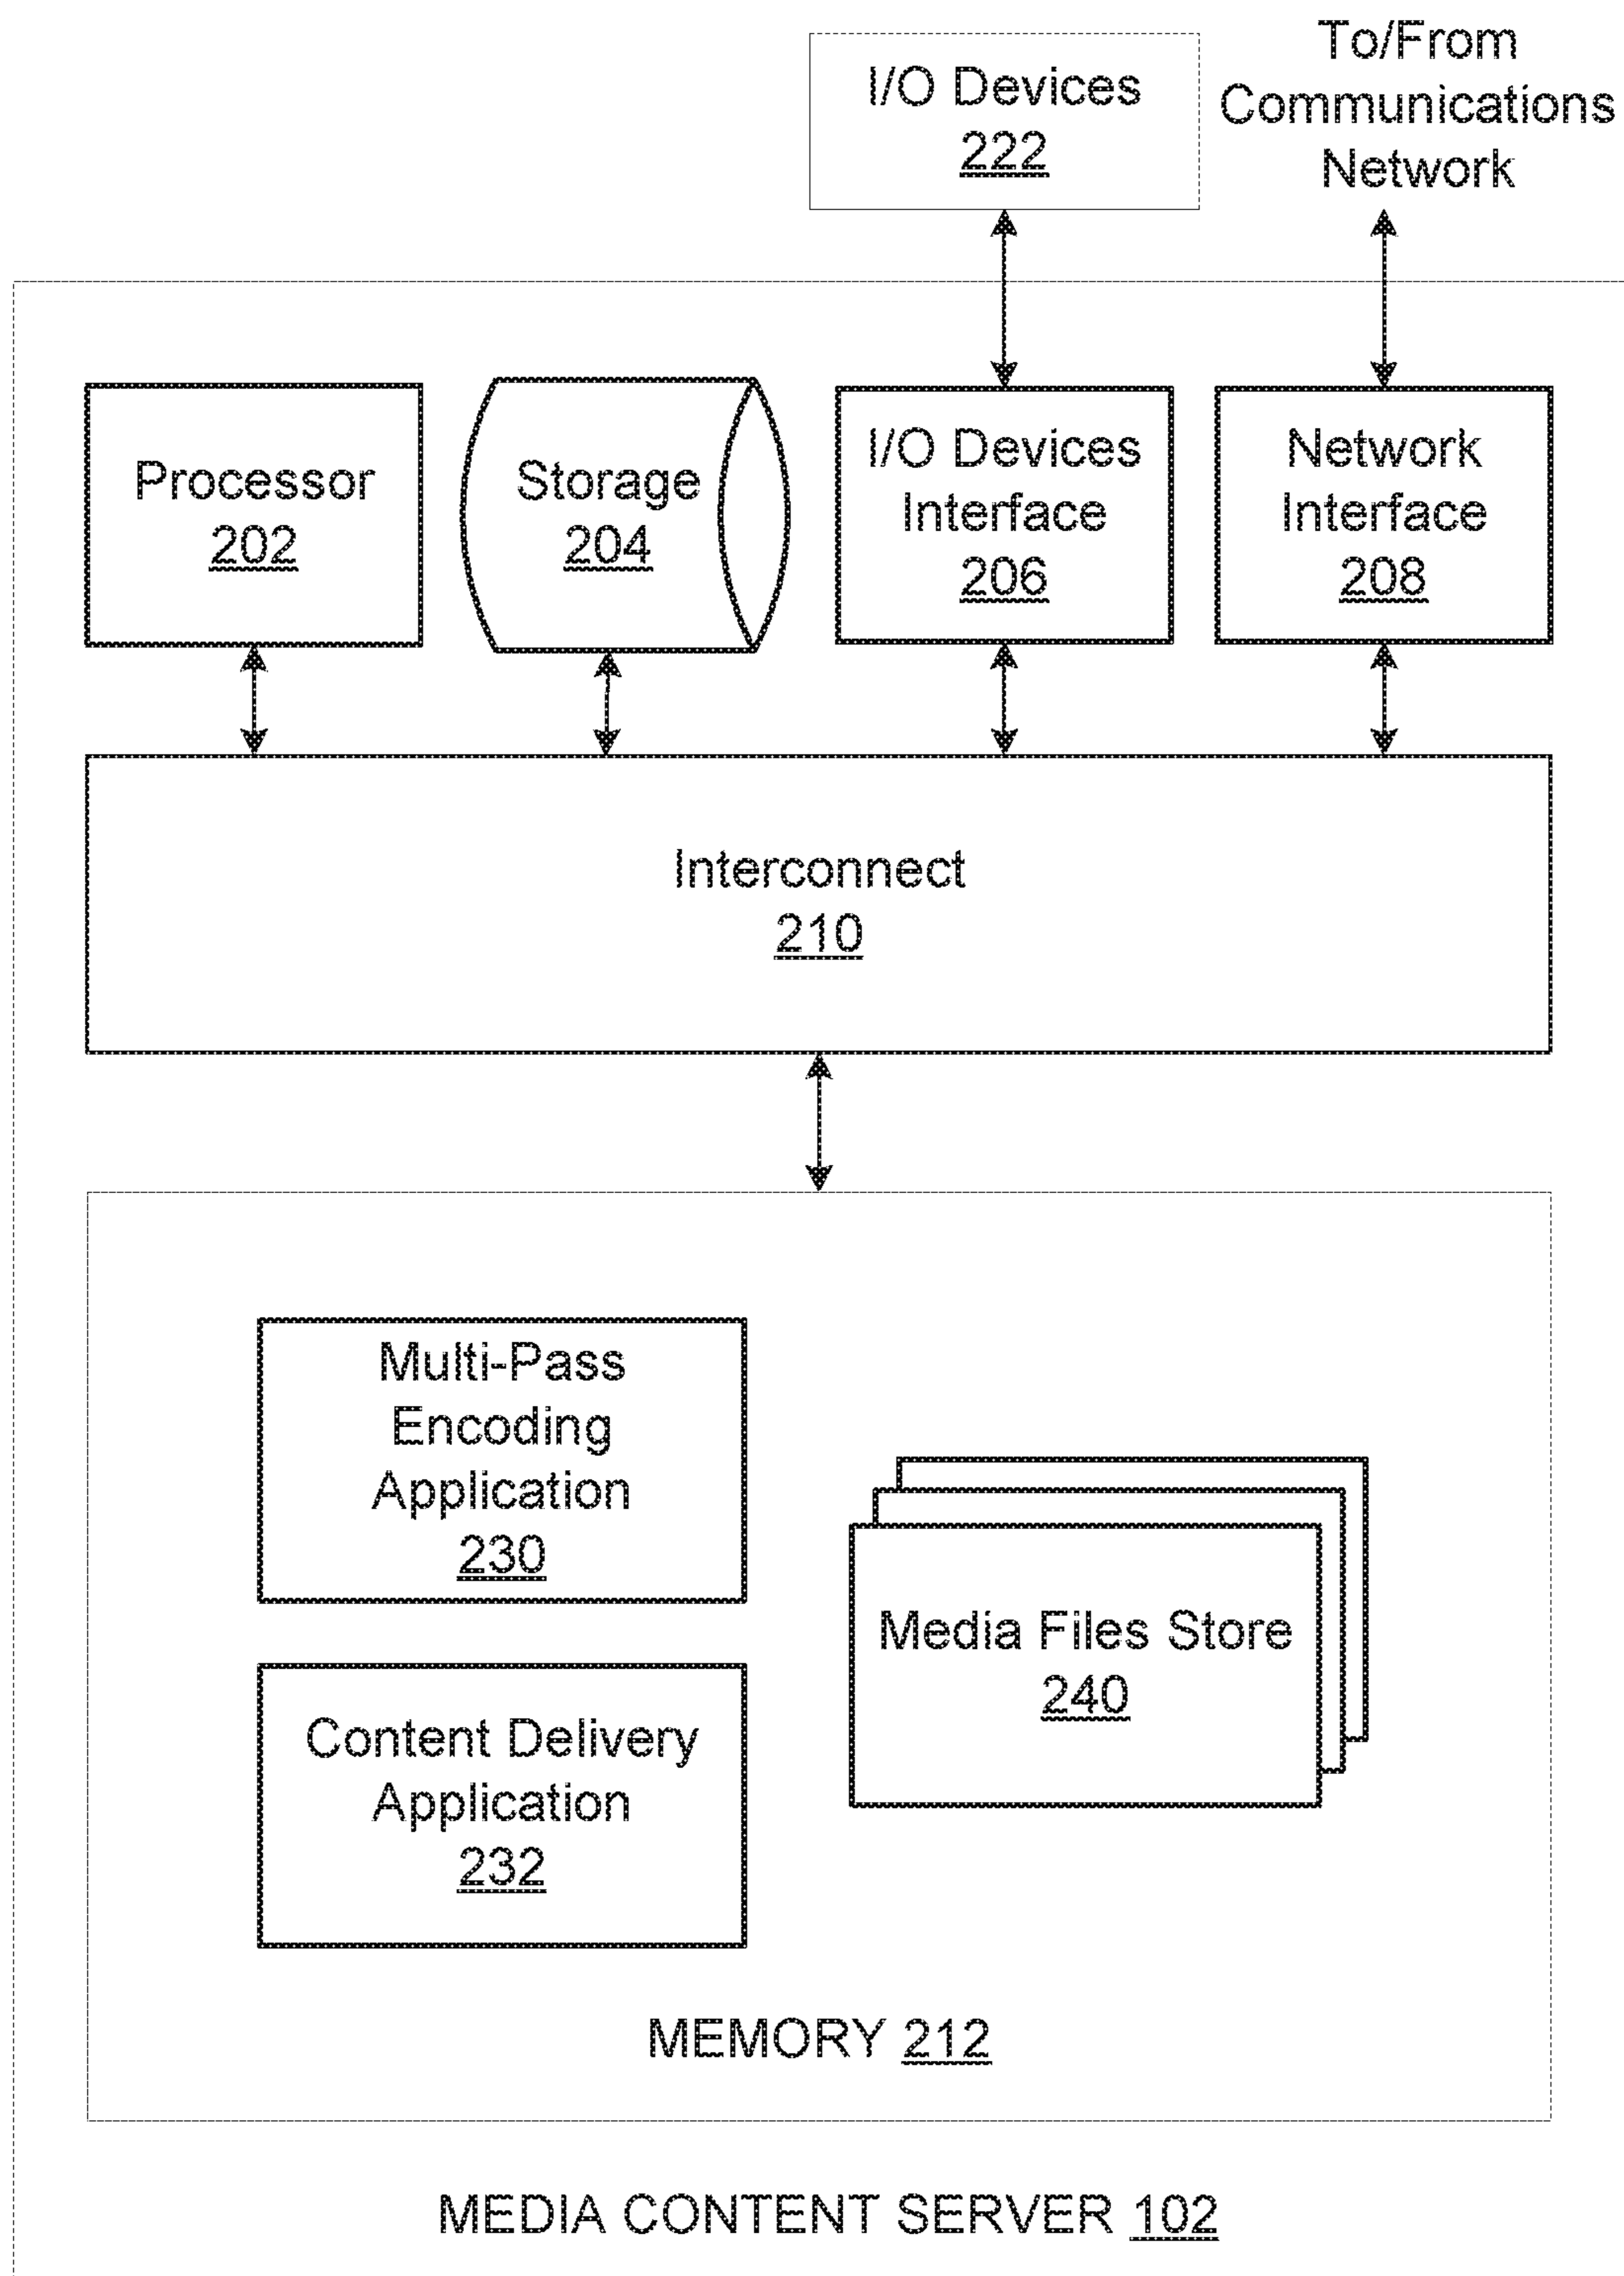 I/O Devices
222
To/From
Communications
Network
Processor
202
Storage
204
I/O Devices
Interface
206
Network
Interface
208
Interconnect
210
Multi-Pass
Encoding
Application
230
Media Files Store
240
Content Delivery
Application
232
MEMORY 212
MEDIA CONTENT SERVER 102